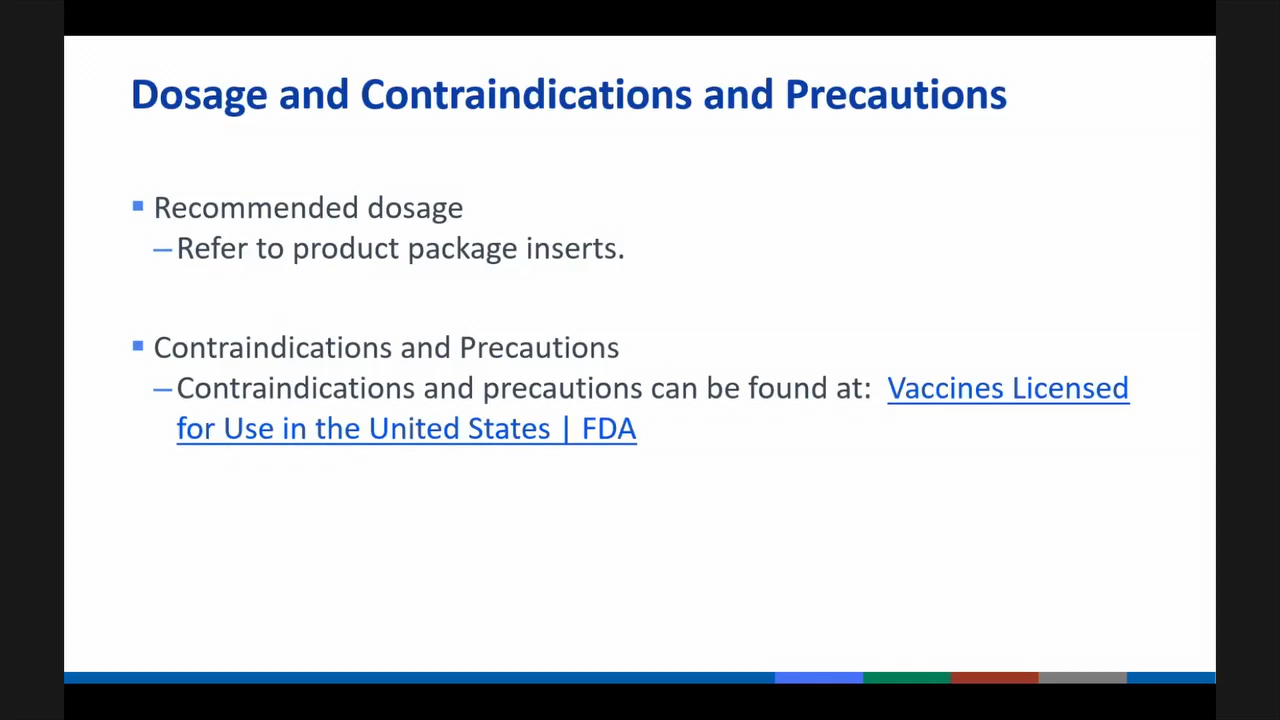 Dosage and Contraindications and Precautions
Recommended dosage
–Refer to product package inserts.
Contraindications and Precautions
–Contraindications and precautions can be found at: Vaccines Licensed
for Use in the United States | FDA